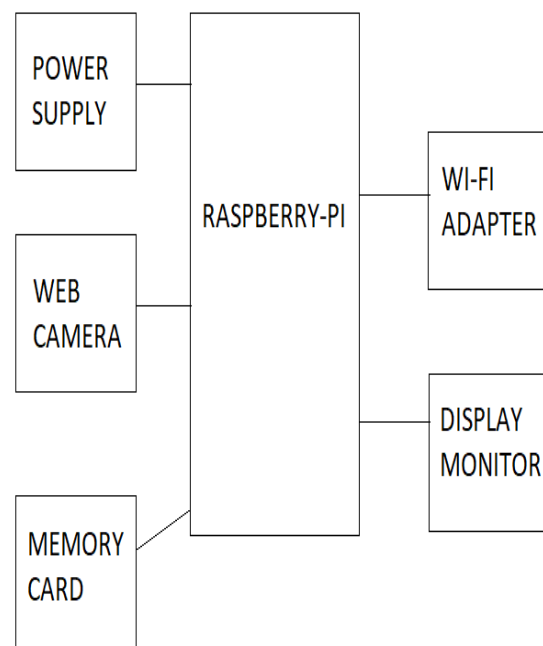 POWER
SUPPLY
WEB
CAMERA
MEMORY
CARD
RASPBERRY-PI
WI-FI
ADAPTER
DISPLAY
MONITOR